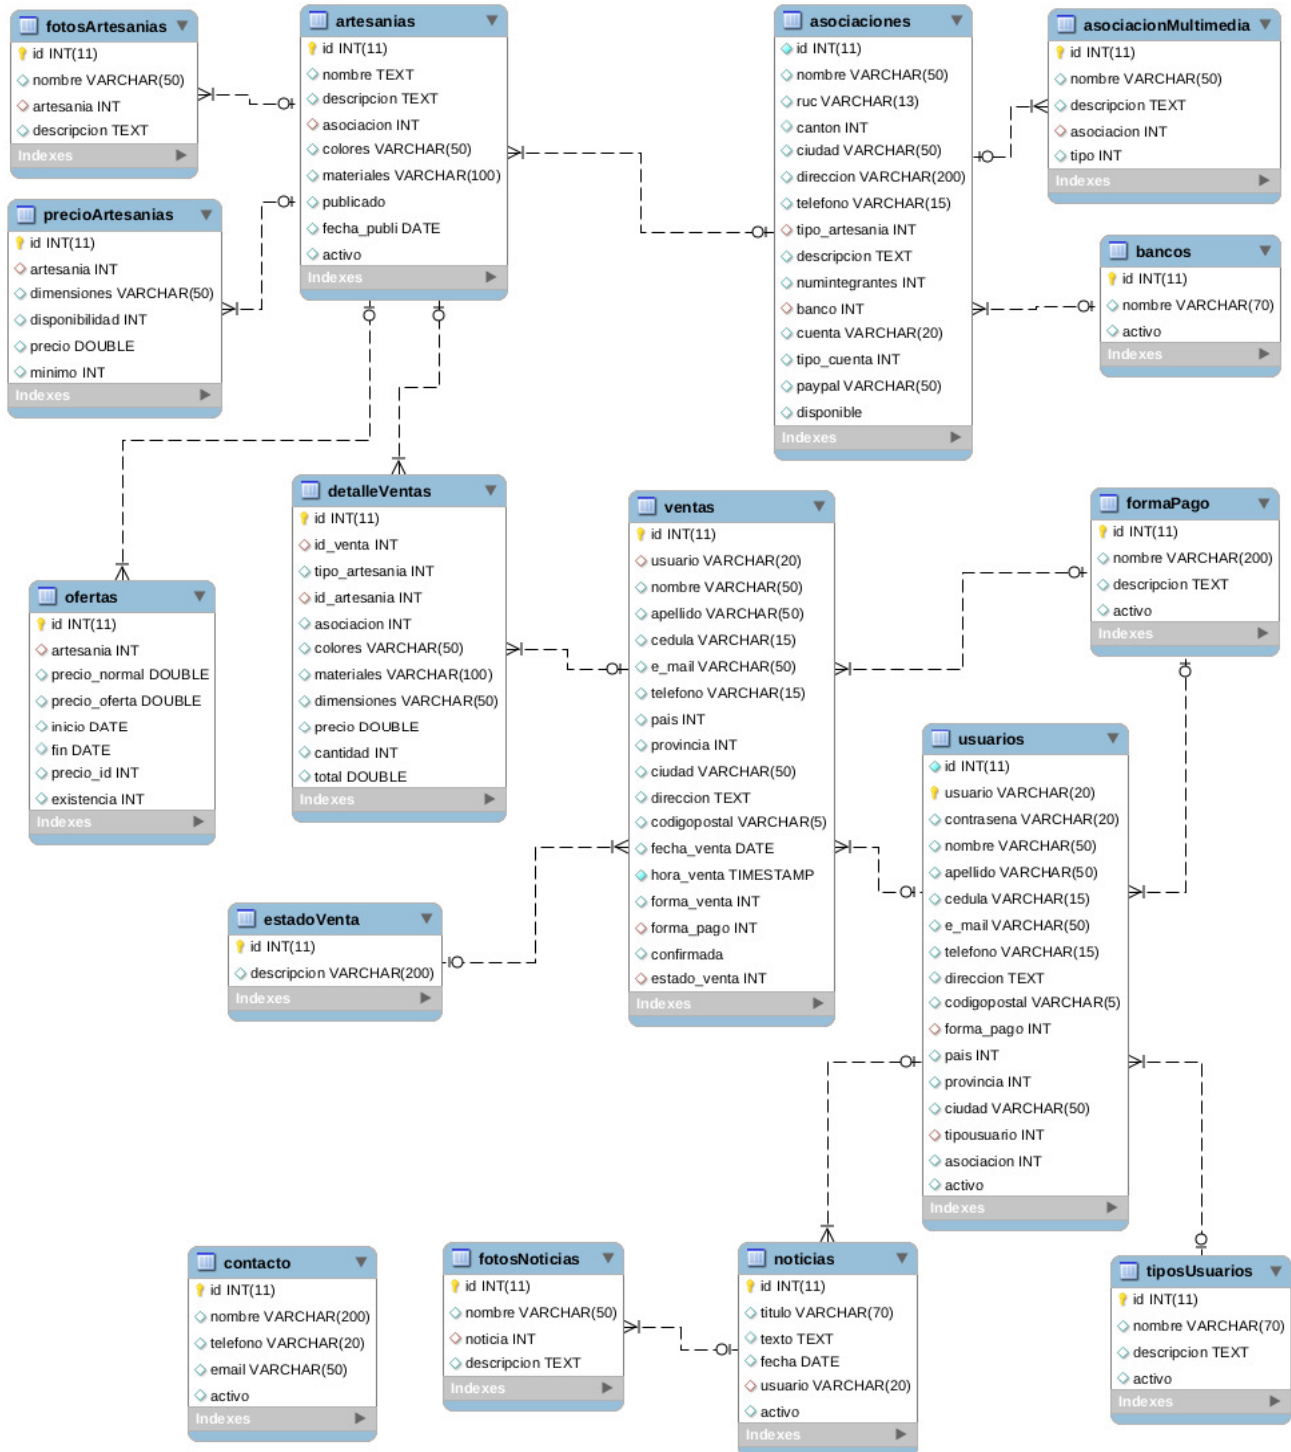 fotosArtesanias
id INT(11)
nombre VARCHAR(50)
artesania INT
descripcion TEXT
Indexes
artesanias
id INT(11)
nombre TEXT
descripcion TEXT
asociacion INT
colores VARCHAR(50)
materiales VARCHAR(100)
publicado
fecha_publi DATE
activo
Indexes
asociaciones
id INT(11)
nombre VARCHAR(50)
ruc VARCHAR(13)
canton INT
ciudad VARCHAR(50)
direccion VARCHAR(200)
telefono VARCHAR(15)
tipo_artesania INT
descripcion TEXT
numintegrantes INT
banco INT
cuenta VARCHAR(20)
tipo_cuenta INT
paypal VARCHAR(50)
disponible
Indexes
asociacionMultimedia
id INT(11)
nombre VARCHAR(50)
descripcion TEXT
asociacion INT
tipo INT
Indexes
precioArtesanias
id INT(11)
artesania INT
dimensiones VARCHAR(50)
disponibilidad INT
precio DOUBLE
minimo INT
Indexes
bancos
id INT(11)
nombre VARCHAR(70)
activo
Indexes
detalleVentas
id INT(11)
id_venta INT
tipo_artesania INT
id_artesania INT
asociacion INT
colores VARCHAR(50)
materiales VARCHAR(100)
dimensiones VARCHAR(50)
precio DOUBLE
cantidad INT
total DOUBLE
Indexes
ventas
id INT(11)
usuario VARCHAR(20)
nombre VARCHAR(50)
apellido VARCHAR(50)
cedula VARCHAR(15)
e_mail VARCHAR(50)
telefono VARCHAR(15)
pais INT
provincia INT
ciudad VARCHAR(50)
direccion TEXT
codigopostal VARCHAR(5)
fecha_venta DATE
hora_venta TIMESTAMP
forma_venta INT
forma_pago INT
confirmada
estado_venta INT
Indexes
formaPago
id INT(11)
nombre VARCHAR(200)
descripcion TEXT
activo
Indexes
ofertas
id INT(11)
artesania INT
precio_normal DOUBLE
precio_oferta DOUBLE
inicio DATE
fin DATE
precio_id INT
existencia INT
Indexes
usuarios
id INT(11)
usuario VARCHAR(20)
contrasena VARCHAR(20)
nombre VARCHAR(50)
apellido VARCHAR(50)
cedula VARCHAR(15)
e_mail VARCHAR(50)
telefono VARCHAR(15)
direccion TEXT
codigopostal VARCHAR(5)
forma_pago INT
pais INT
provincia INT
ciudad VARCHAR(50)
tipousuario INT
asociacion INT
activo
Indexes
estadoVenta
id INT(11)
descripcion VARCHAR(200)
Indexes
contacto
id INT(11)
nombre VARCHAR(200)
telefono VARCHAR(20)
email VARCHAR(50)
activo
Indexes
fotosNoticias
id INT(11)
nombre VARCHAR(50)
noticia INT
descripcion TEXT
Indexes
noticias
id INT(11)
titulo VARCHAR(70)
texto TEXT
fecha DATE
usuario VARCHAR(20)
activo
Indexes
tiposUsuarios
id INT(11)
nombre VARCHAR(70)
descripcion TEXT
activo
Indexes